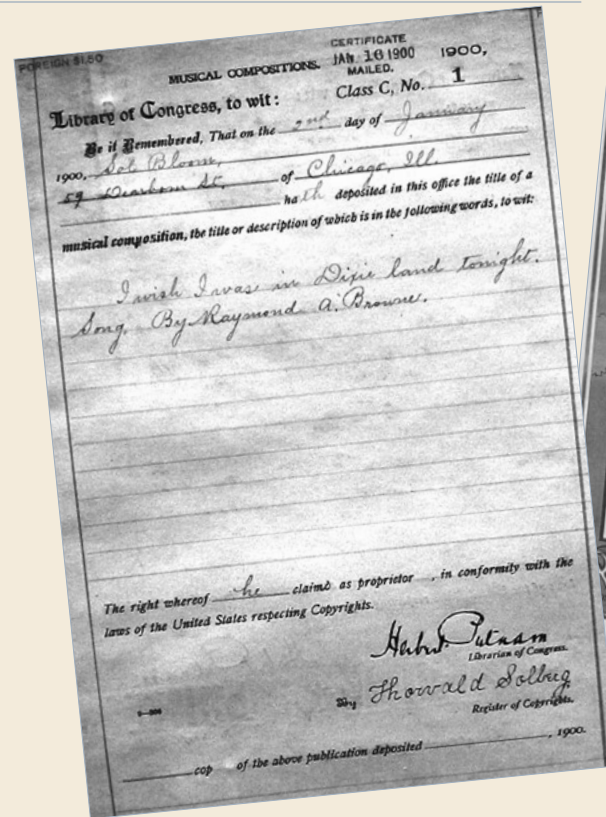 FOREIGN $1.50
CERTIFICATE
JAN. 16 1900
MAILED.
MUSICAL COMPOSITIONS. 1900,
Library of Congress, to wit: Class C, No. 1
Be it Remembered, That on the 2nd day of January
1900, Sol Bloom,
59 Dearborn St, of Chicago, Ill.
hath deposited in this office the title of a
musical composition, the title or description of which is in the following words, to wit:
I wish I was in Dixie land tonight.
Song. By Raymond A. Browne.
The right whereof he claims as proprietor , in conformity with the
laws of the United States respecting Copyrights.
Herbert Putnam
Librarian of Congress.
By Thorvald Solberg
Register of Copyrights.
cop of the above publication deposited , 1900.